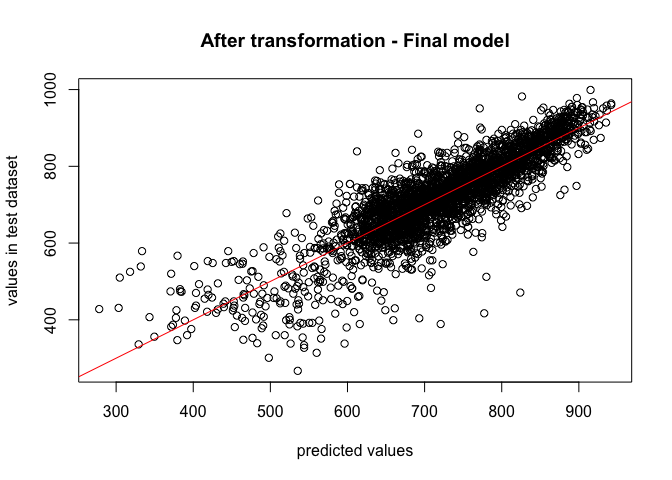 After transformation - Final model
values in test dataset
1000
800
600
400
300 400 500 600 700 800 900
predicted values